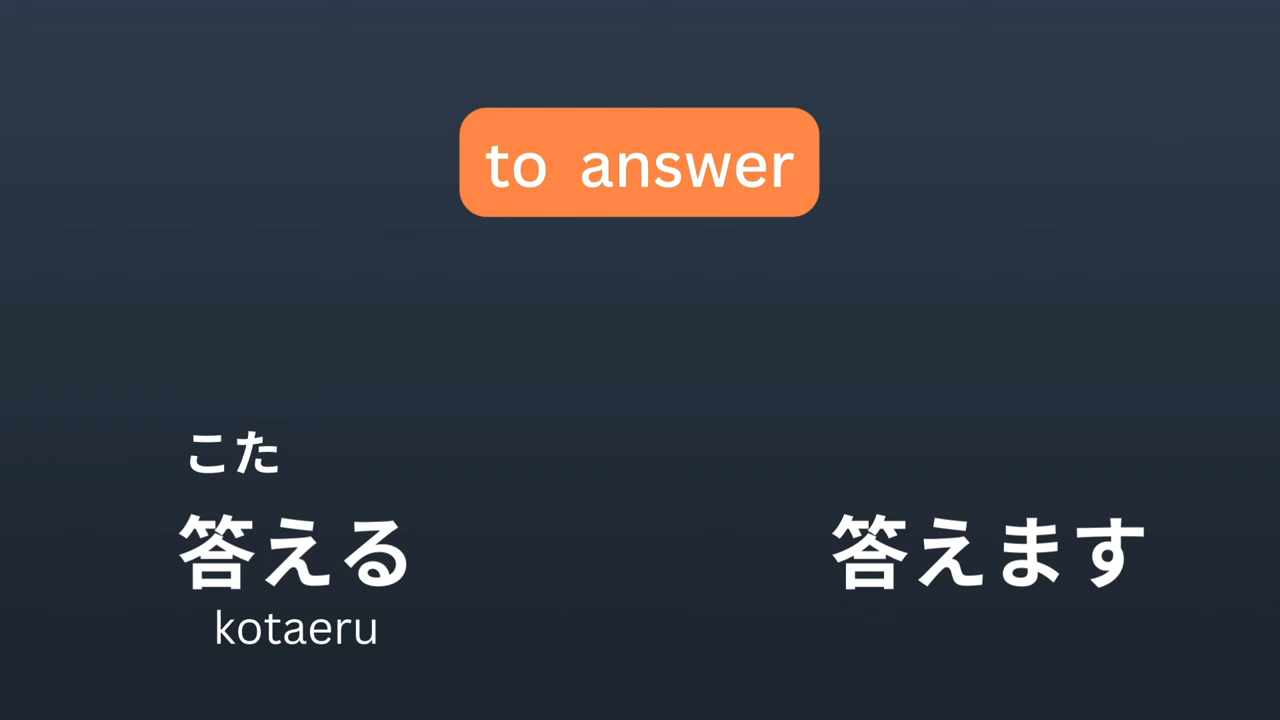 to answer
こた
答える
kotaeru
答えます